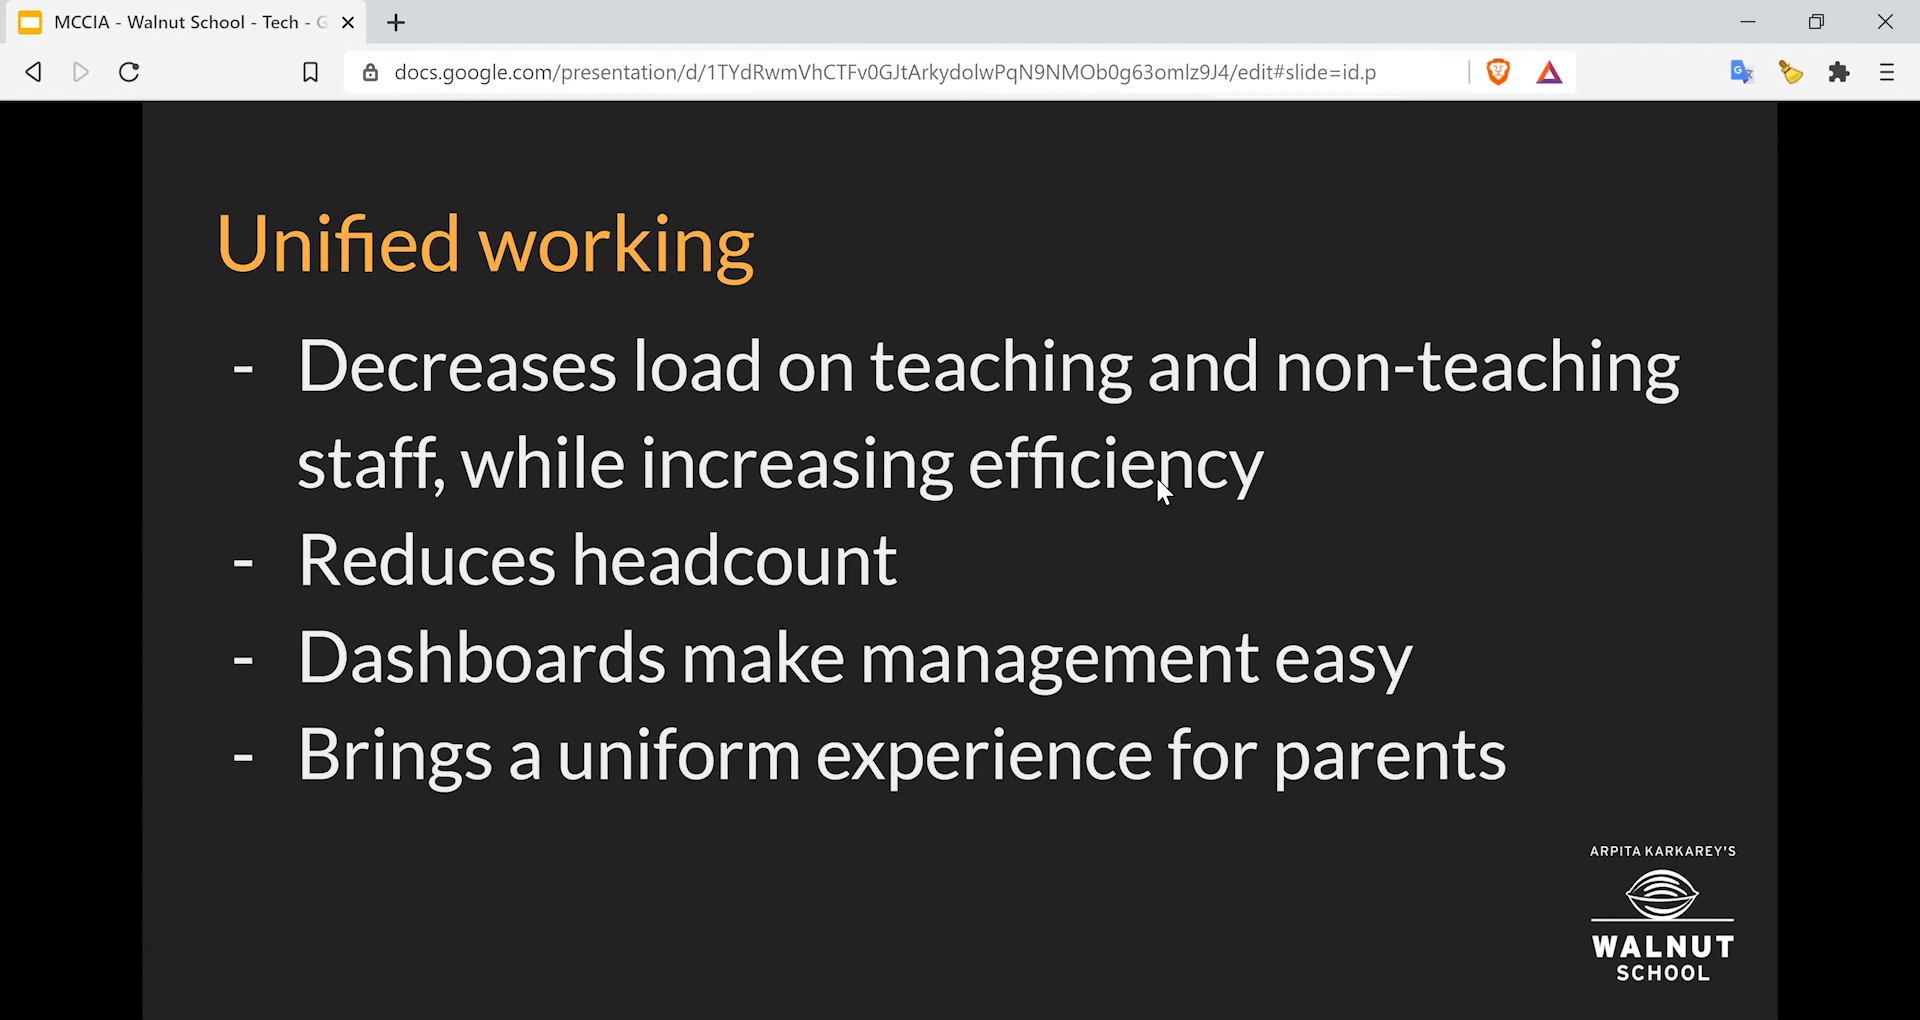 MCCIA - Walnut School - Tech - G
docs.google.com/presentation/d/1TYdRwmVhCTFv0GJtArkydolwPqN9NMOb0g63omlz9J4/edit#slide=id.p
Unified working
- Decreases load on teaching and non-teaching
staff, while increasing efficiency
- Reduces headcount
- Dashboards make management easy
- Brings a uniform experience for parents
ARPITA KARKAREY'S
WALNUT
SCHOOL